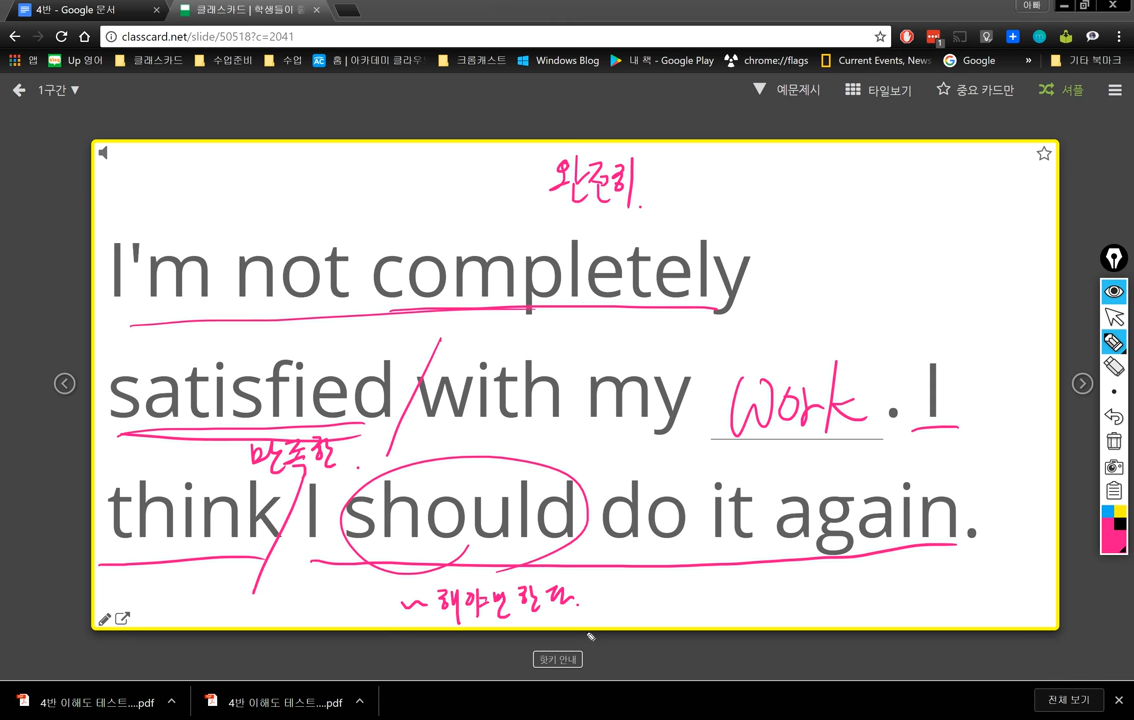 4반 - Google 문서
클래스카드 | 학생들이 을
아빠
classcard.net/slide/50518?c=2041
앱 Up 영어 클래스카드 수업준비 수업 홈 | 아카데미 클라우 크롬캐스트 Windows Blog 내 책 - Google Play chrome://flags Current Events, News Google » 기타 북마크
1구간 ▼ ▼ 예문제시 타일보기 중요 카드만 셔플
완전히.
I'm not completely
satisfied with my work. I
만족한.
think I should do it again.
~해야만 한다.
핫키 안내
4반 이해도 테스트....pdf 4반 이해도 테스트....pdf 전체 보기